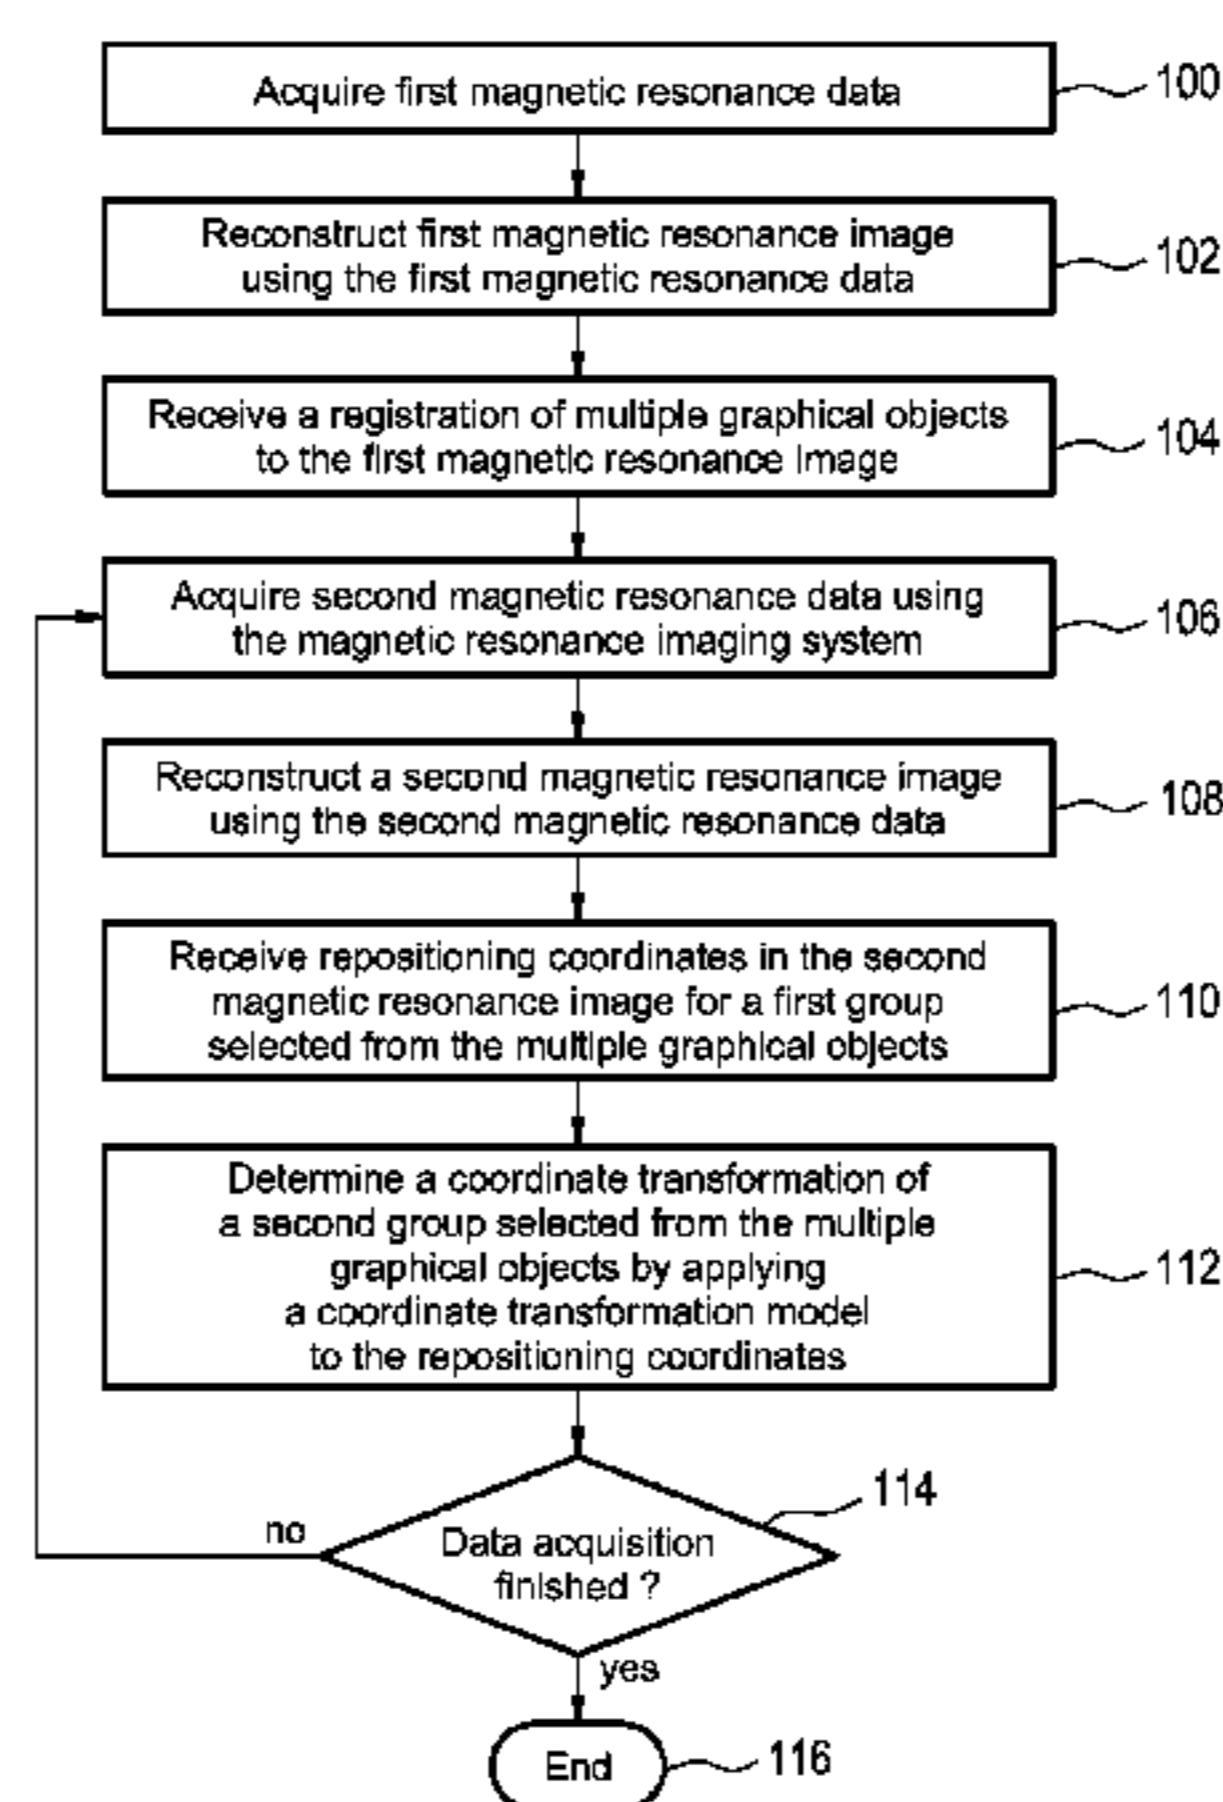 Acquire first magnetic resonance data
100
Reconstruct first magnetic resonance image
using the first magnetic resonance data
102
Receive a registration of multiple graphical objects
to the first magnetic resonance image
104
Acquire second magnetic resonance data using
the magnetic resonance imaging system
106
Reconstruct a second magnetic resonance image
using the second magnetic resonance data
108
Receive repositioning coordinates in the second
magnetic resonance image for a first group
selected from the multiple graphical objects
110
Determine a coordinate transformation of
a second group selected from the multiple
graphical objects by applying
a coordinate transformation model
to the repositioning coordinates
112
114
no
Data acquisition
finished ?
yes
End
116